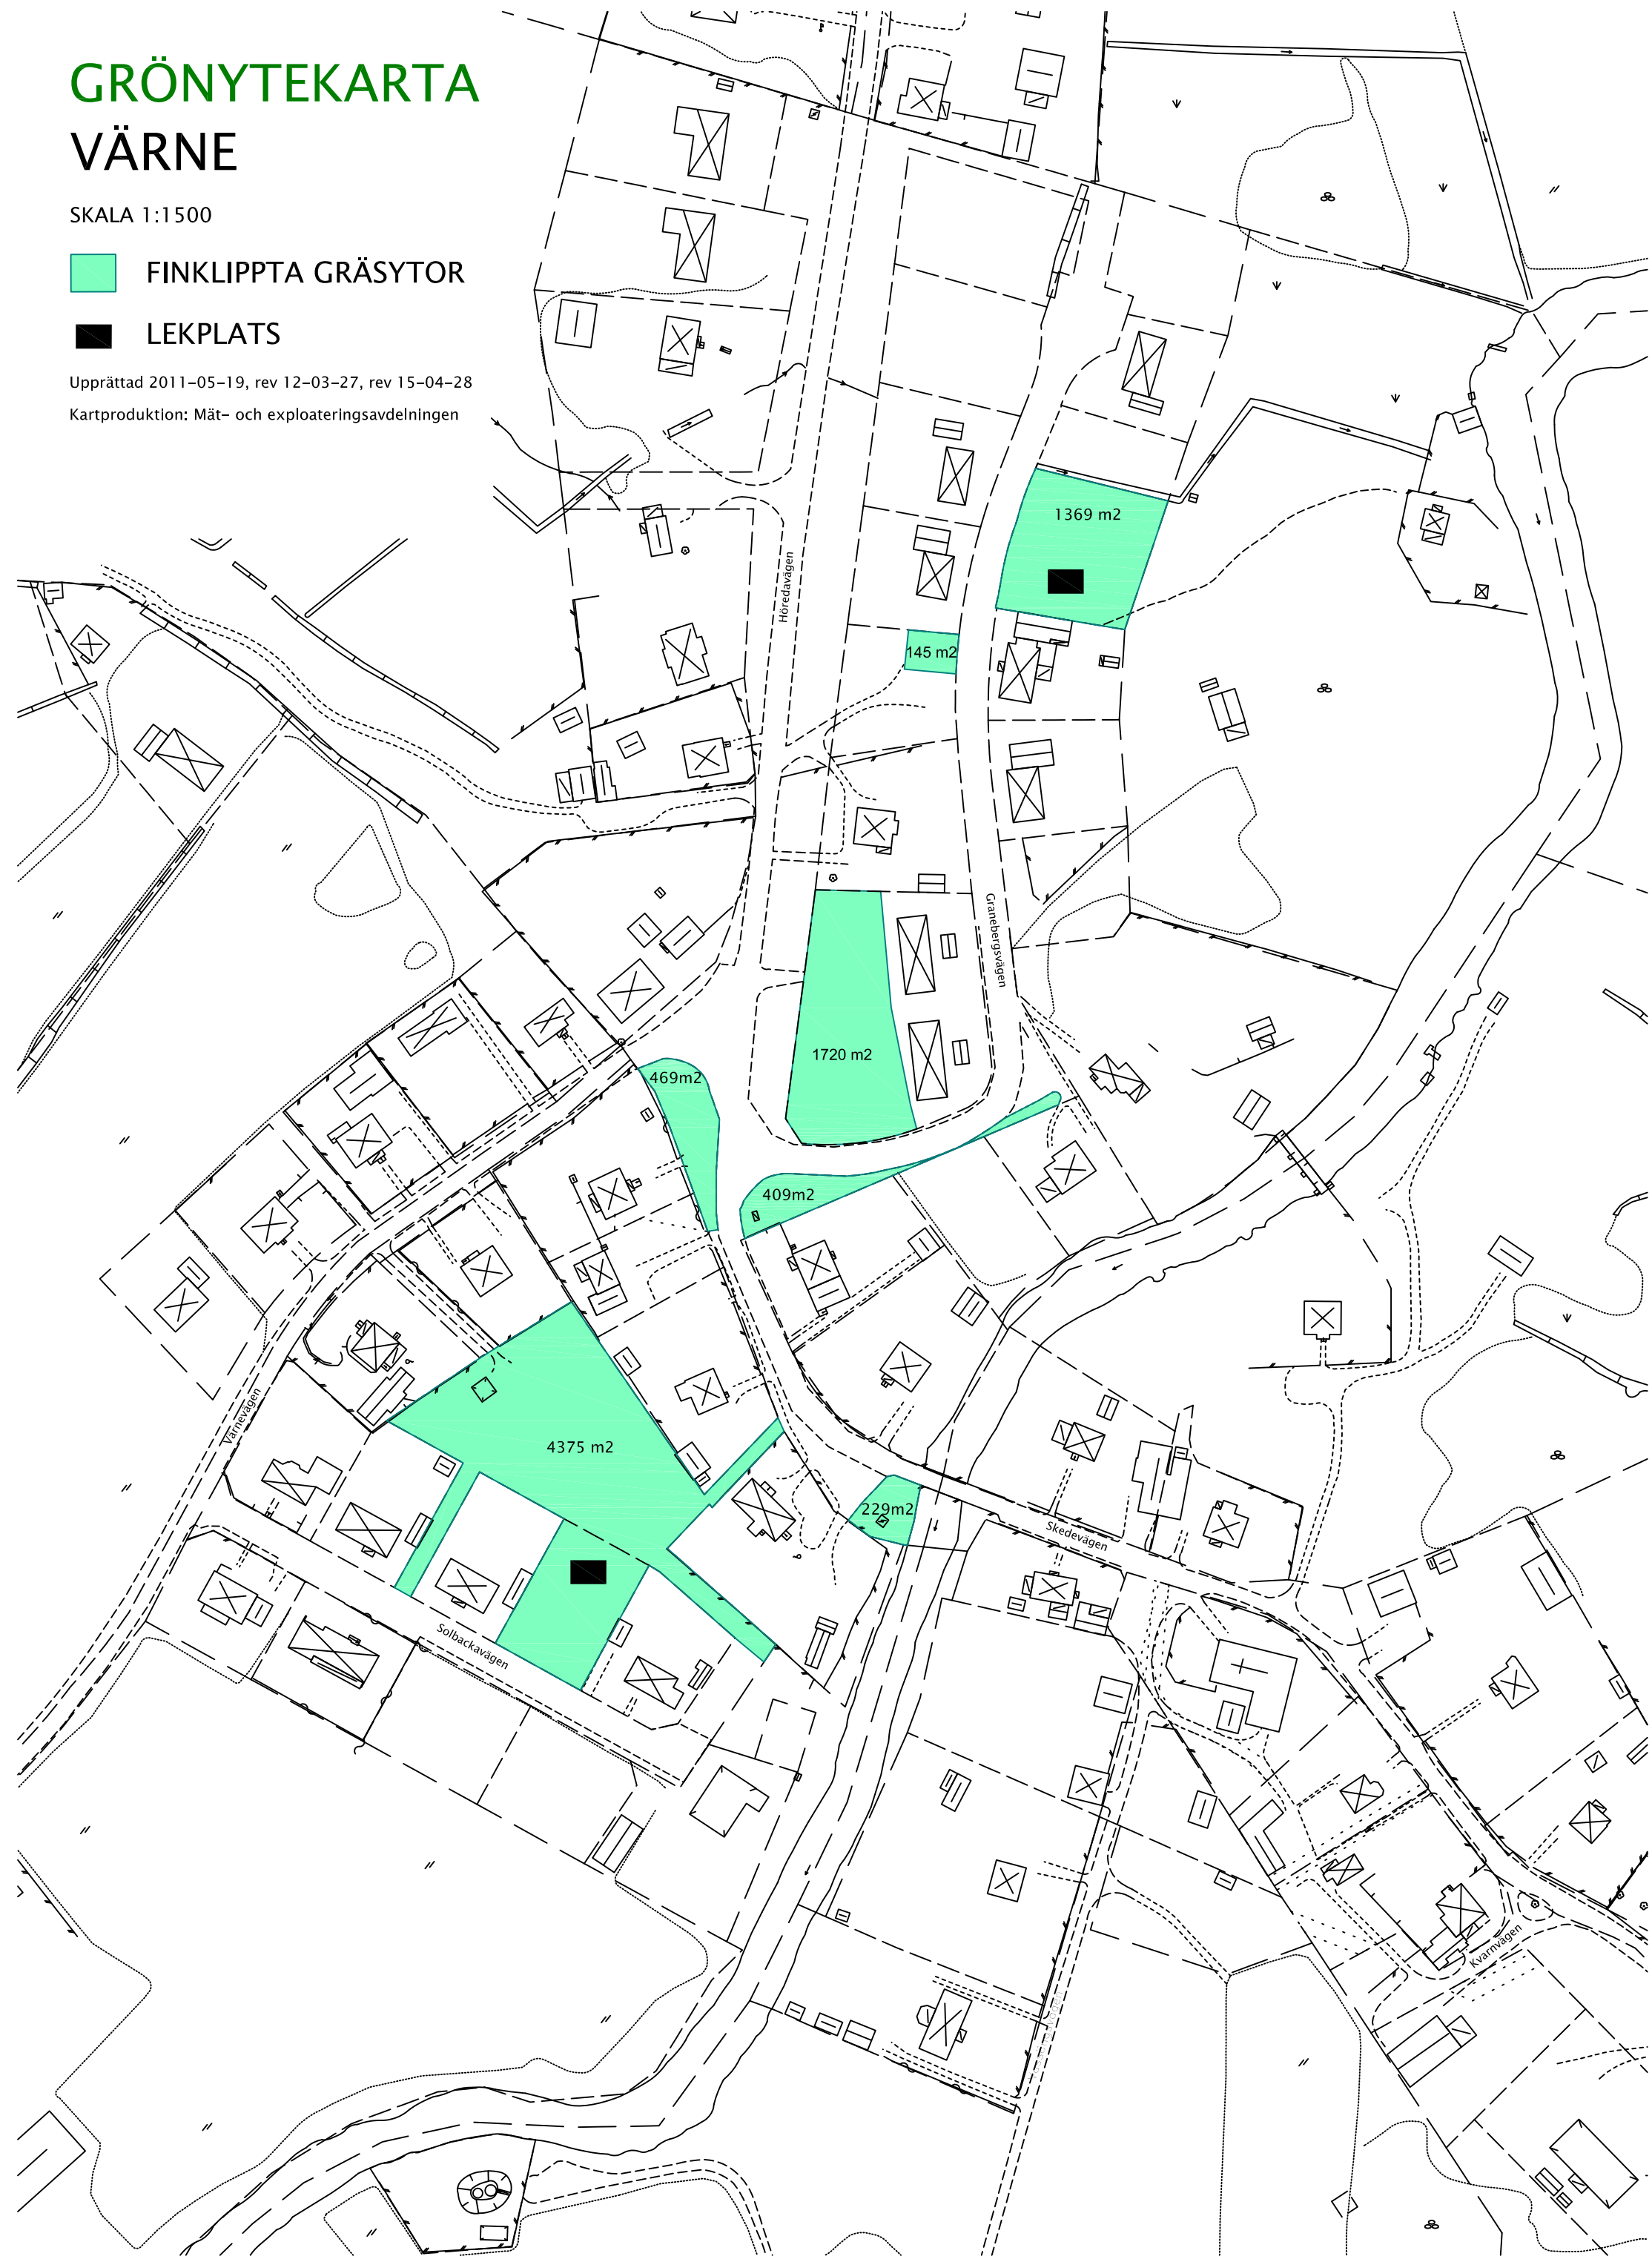 GRÖNYTEKARTA
VÄRNE
SKALA 1:1500
FINKLIPPTA GRÄSYTOR
LEKPLATS
Upprättad 2011-05-19, rev 12-03-27, rev 15-04-28
Kartproduktion: Mät- och exploateringsavdelningen
1369 m2
Höredavägen
145 m2
Granebergsvägen
1720 m2
469m2
409m2
Värnevägen
4375 m2
229m2
Skedevägen
Solbackavägen
Kvarnvägen